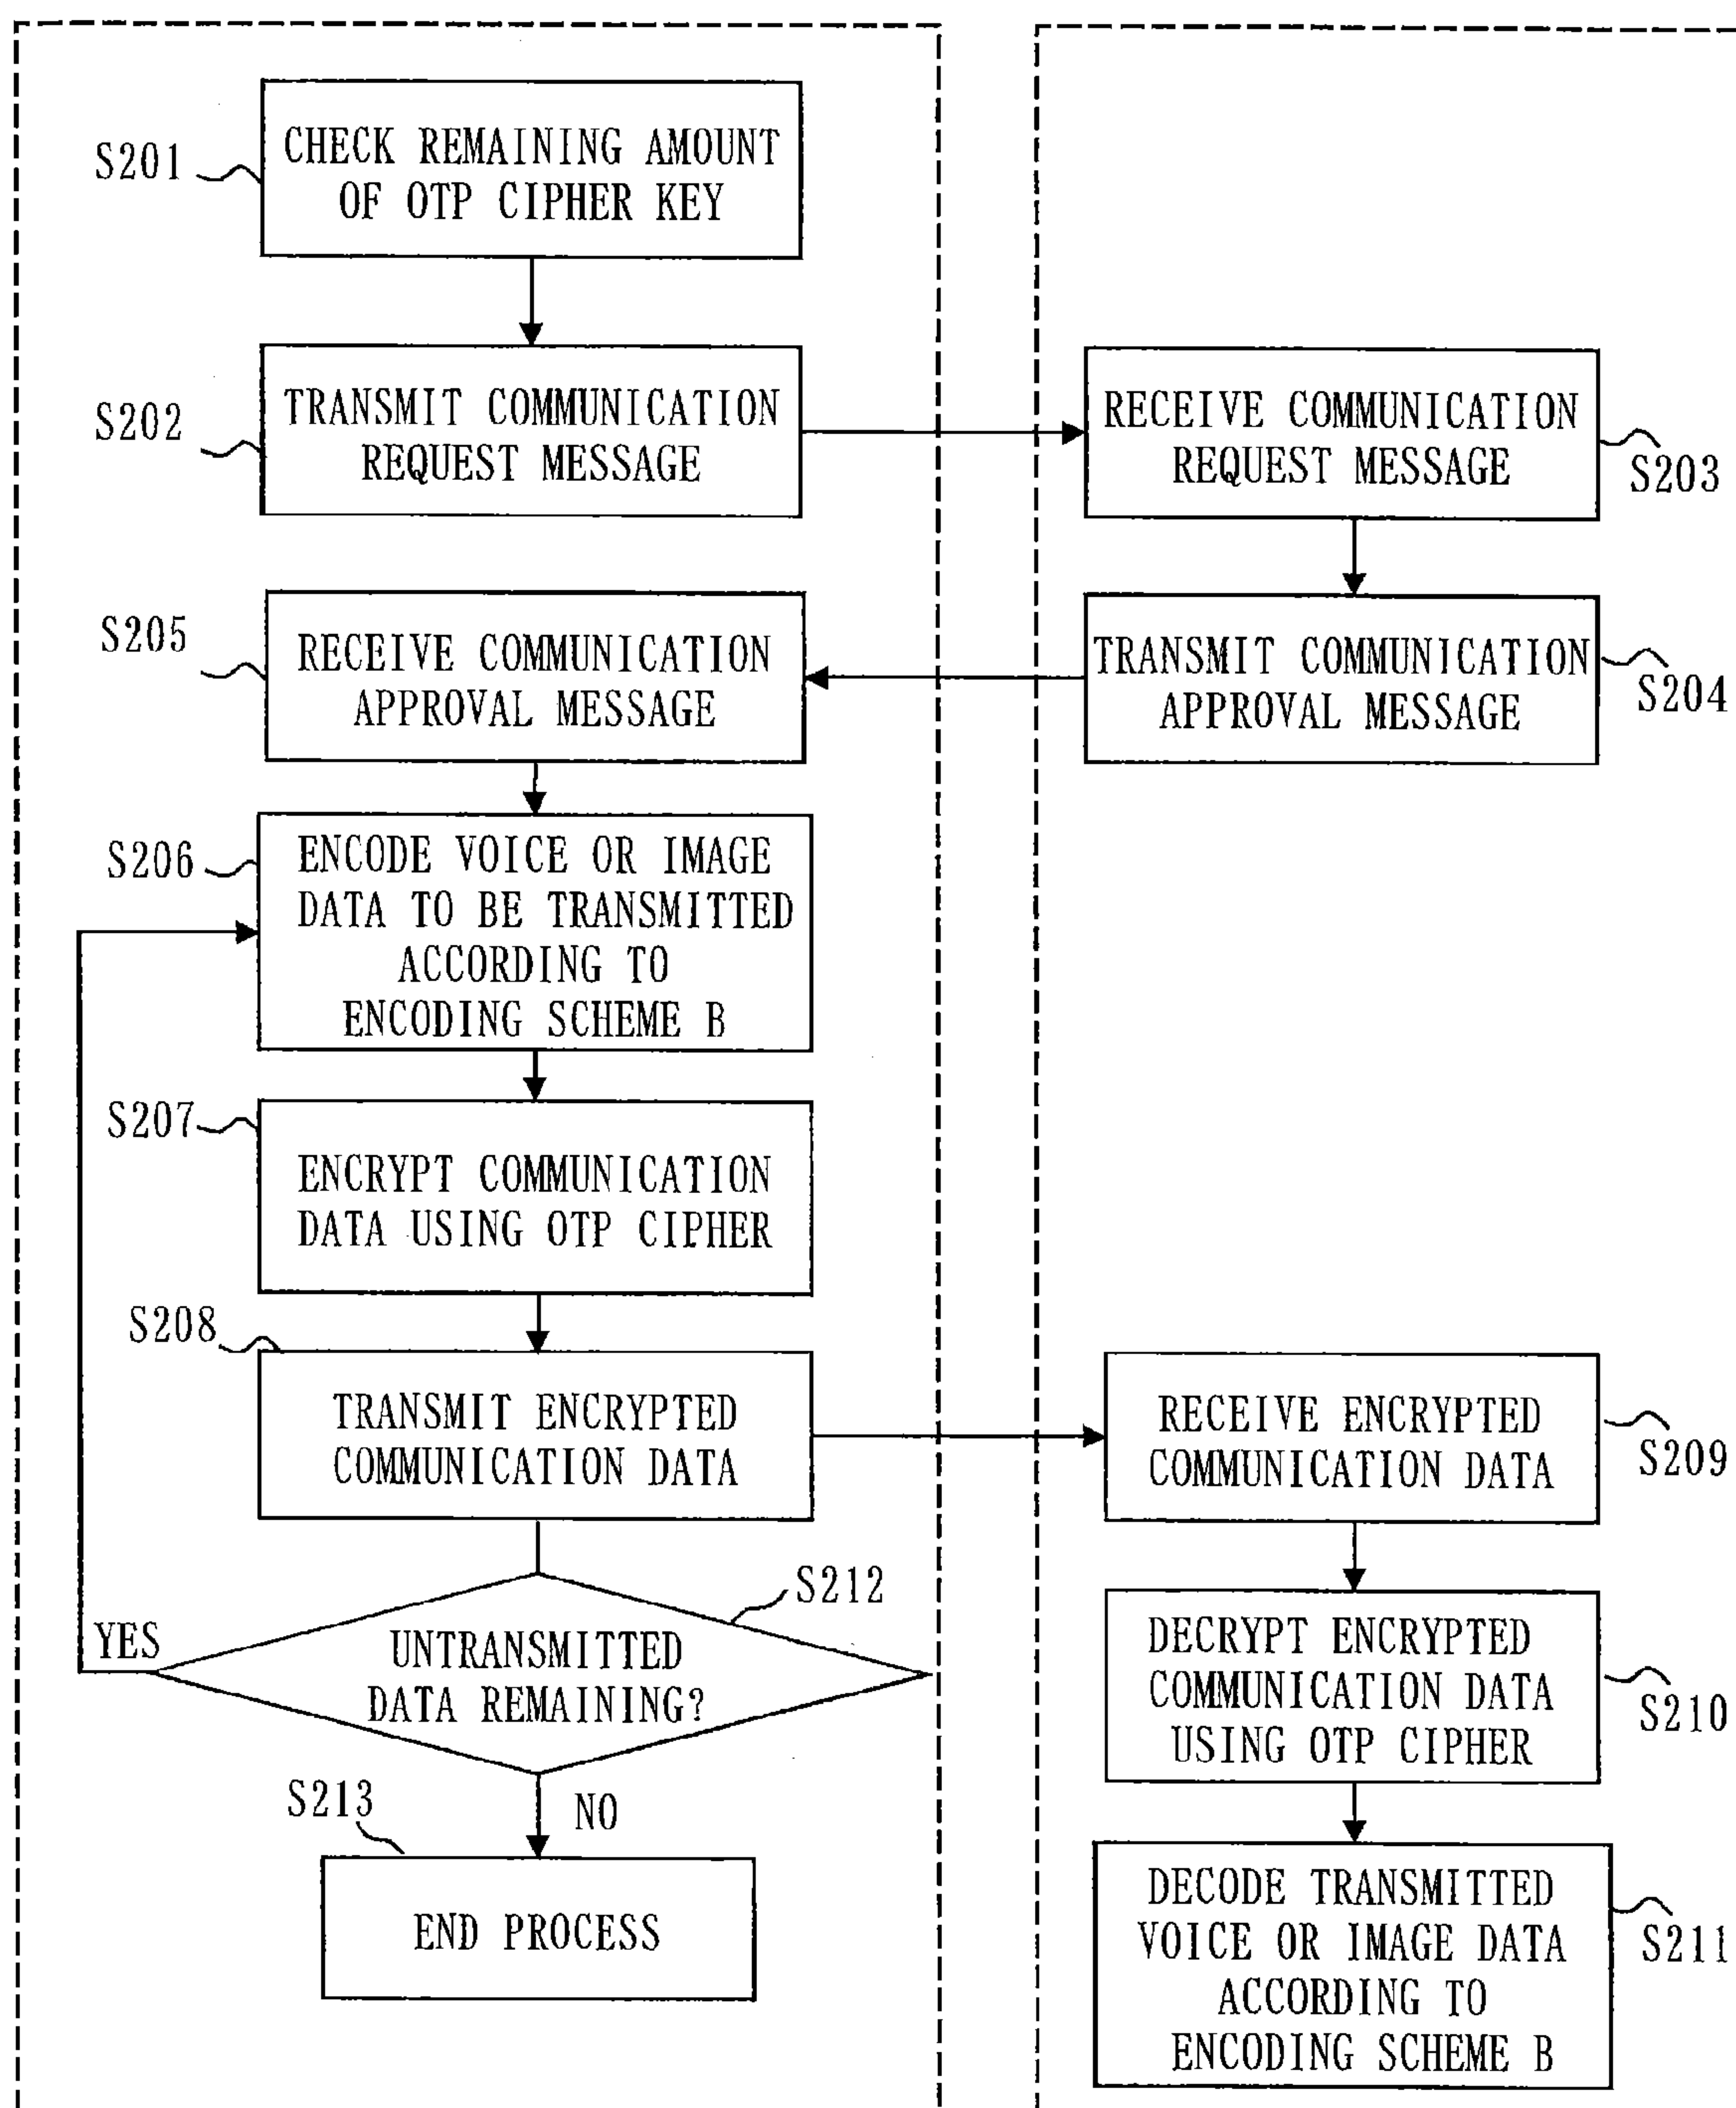 S201
CHECK REMAINING AMOUNT
OF OTP CIPHER KEY
S202
TRANSMIT COMMUNICATION
REQUEST MESSAGE
RECEIVE COMMUNICATION
REQUEST MESSAGE
S203
S205
RECEIVE COMMUNICATION
APPROVAL MESSAGE
TRANSMIT COMMUNICATION
APPROVAL MESSAGE
S204
S206
ENCODE VOICE OR IMAGE
DATA TO BE TRANSMITTED
ACCORDING TO
ENCODING SCHEME B
S207
ENCRYPT COMMUNICATION
DATA USING OTP CIPHER
S208
TRANSMIT ENCRYPTED
COMMUNICATION DATA
RECEIVE ENCRYPTED
COMMUNICATION DATA
S209
S212
YES
UNTRANSMITTED
DATA REMAINING?
DECRYPT ENCRYPTED
COMMUNICATION DATA
USING OTP CIPHER
S210
S213
NO
END PROCESS
DECODE TRANSMITTED
VOICE OR IMAGE DATA
ACCORDING TO
ENCODING SCHEME B
S211